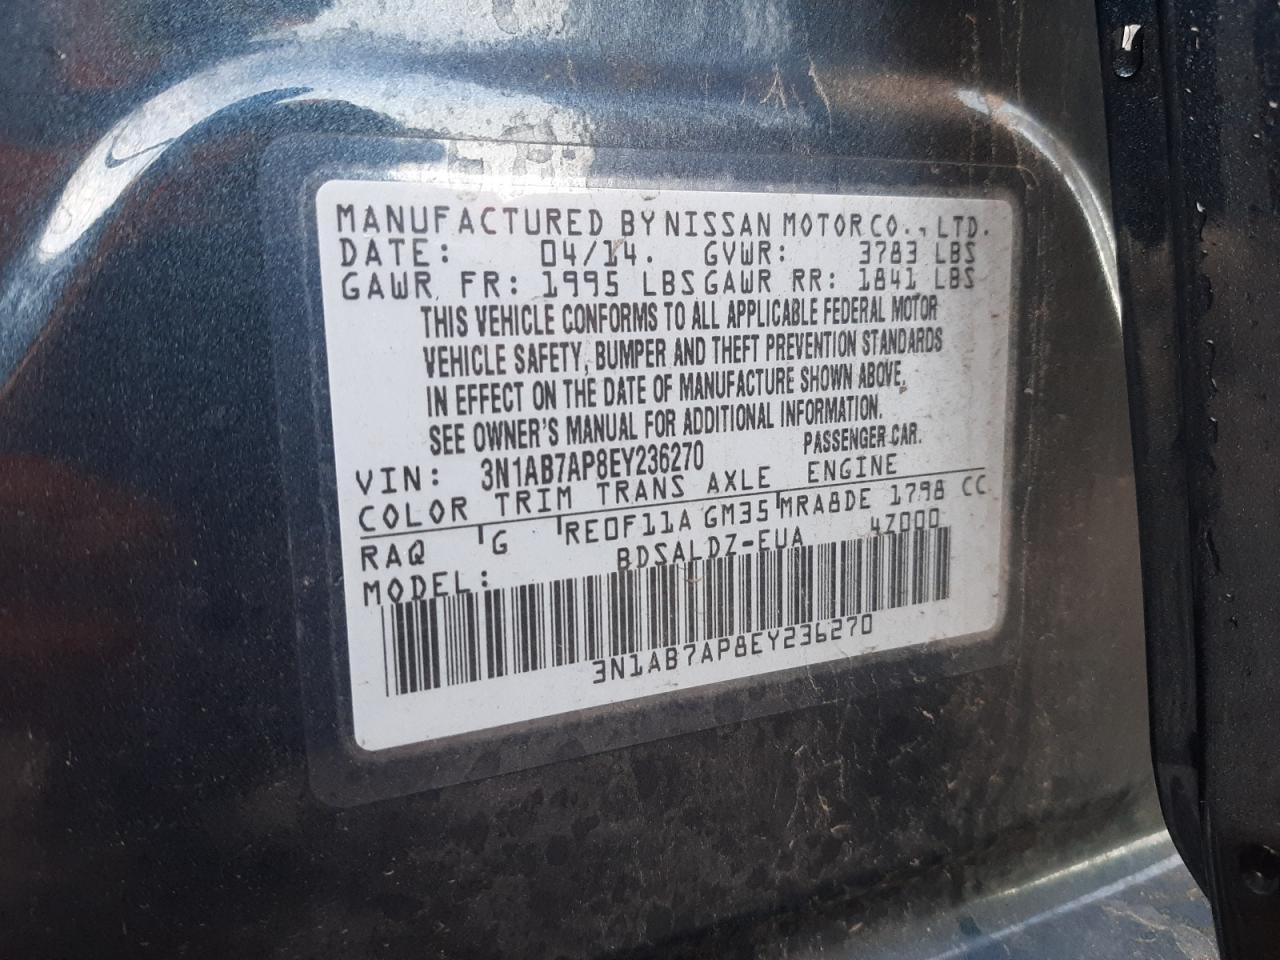 MANUFACTURED BY NISSAN MOTOR CO., LTD.
DATE: 04/14. GVWR: 3783 LBS
GAWR FR: 1995 LBS GAWR RR: 1841 LBS
THIS VEHICLE CONFORMS TO ALL APPLICABLE FEDERAL MOTOR
VEHICLE SAFETY, BUMPER AND THEFT PREVENTION STANDARDS
IN EFFECT ON THE DATE OF MANUFACTURE SHOWN ABOVE,
SEE OWNER'S MANUAL FOR ADDITIONAL INFORMATION.
VIN: 3N1AB7AP8EY236270 PASSENGER CAR.
COLOR TRIM TRANS AXLE ENGINE
RAQ G RE0F11A GM35 MRA8DE 1798 CC
MODEL: BDSALDZ-EUA 4Z000
3N1AB7AP8EY236270